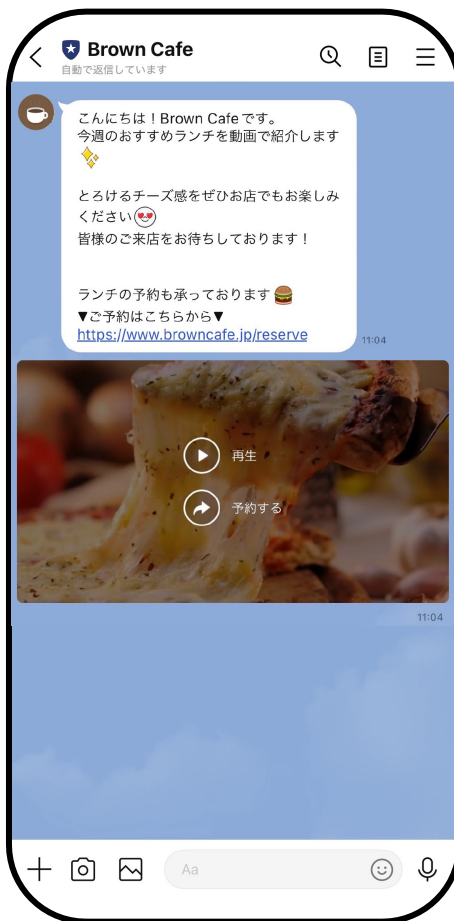 Brown Cafe
自動で返信しています
こんにちは！Brown Cafeです。
今週のおすすめランチを動画で紹介します
とろけるチーズ感をぜひお店でもお楽しみ
ください
皆様のご来店をお待ちしております！
ランチの予約も承っております
▼ご予約はこちらから▼
https://www.browncafe.jp/reserve
11:04
再生
予約する
11:04
Aa